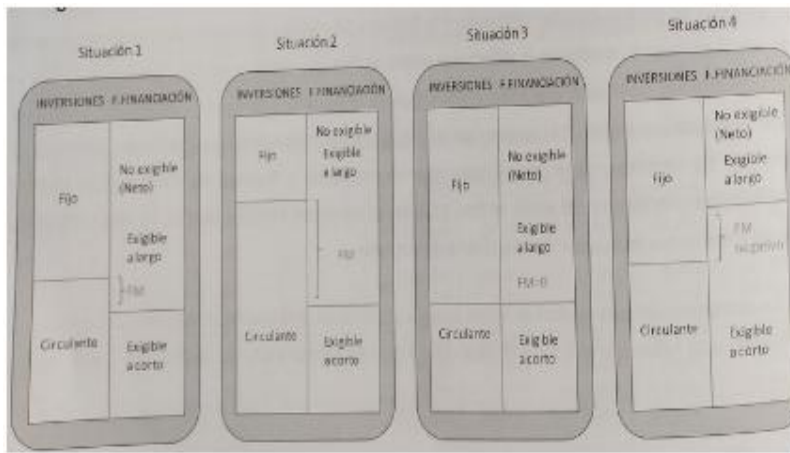 Situación 1
INVERSIONES F.FINANCIACIÓN
Fijo
No exigible
(Neto)
Exigible
a largo
FM
Circulante
Exigible
a corto
Situación 2
INVERSIONES F.FINANCIACIÓN
Fijo
No exigible
Exigible
a largo
FM
Circulante
Exigible
a corto
Situación 3
INVERSIONES F.FINANCIACIÓN
Fijo
No exigible
(Neto)
Exigible
a largo
FM=0
Circulante
Exigible
a corto
Situación 4
INVERSIONES F.FINANCIACIÓN
Fijo
No exigible
(Neto)
Exigible
a largo
FM
negativo
Circulante
Exigible
a corto